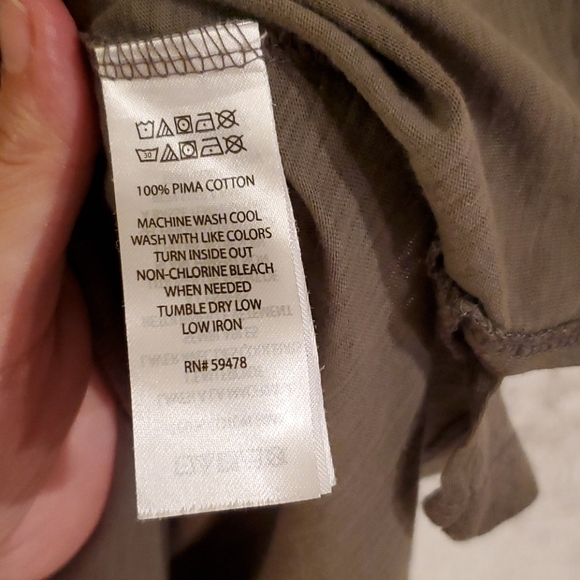 30
100% PIMA COTTON
MACHINE WASH COOL
WASH WITH LIKE COLORS
TURN INSIDE OUT
NON-CHLORINE BLEACH
WHEN NEEDED
TUMBLE DRY LOW
LOW IRON
RN# 59478